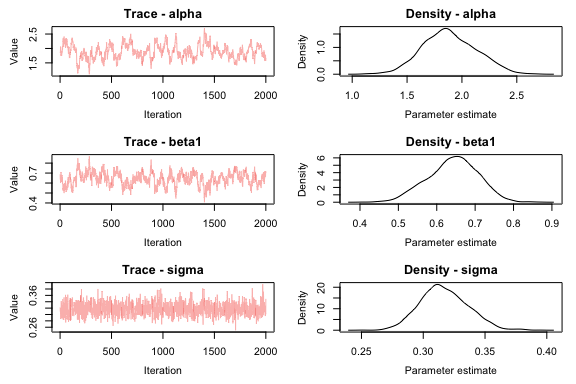 Trace - alpha
Value
1.5 2.5
0 500 1000 1500 2000
Iteration
Density - alpha
Density
0.0 1.0
1.0 1.5 2.0 2.5
Parameter estimate
Trace - beta1
Value
0.4 0.7
0 500 1000 1500 2000
Iteration
Density - beta1
Density
0 2 4 6
0.4 0.5 0.6 0.7 0.8 0.9
Parameter estimate
Trace - sigma
Value
0.26 0.36
0 500 1000 1500 2000
Iteration
Density - sigma
Density
0 10 20
0.25 0.30 0.35 0.40
Parameter estimate